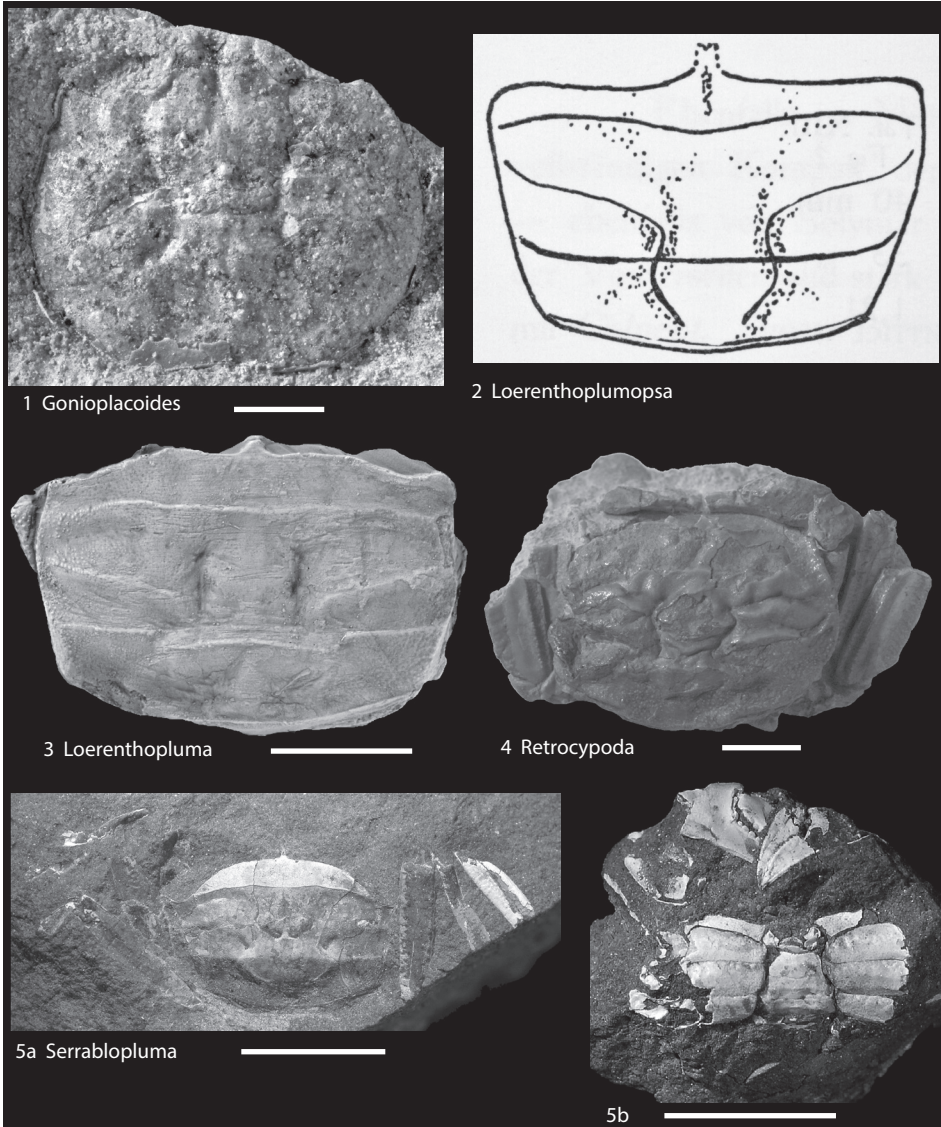 1 Gonioplacoides
2 Loerenthoplumopsa
3 Loerenthopluma
4 Retrocypoda
5a Serrablopluma
5b